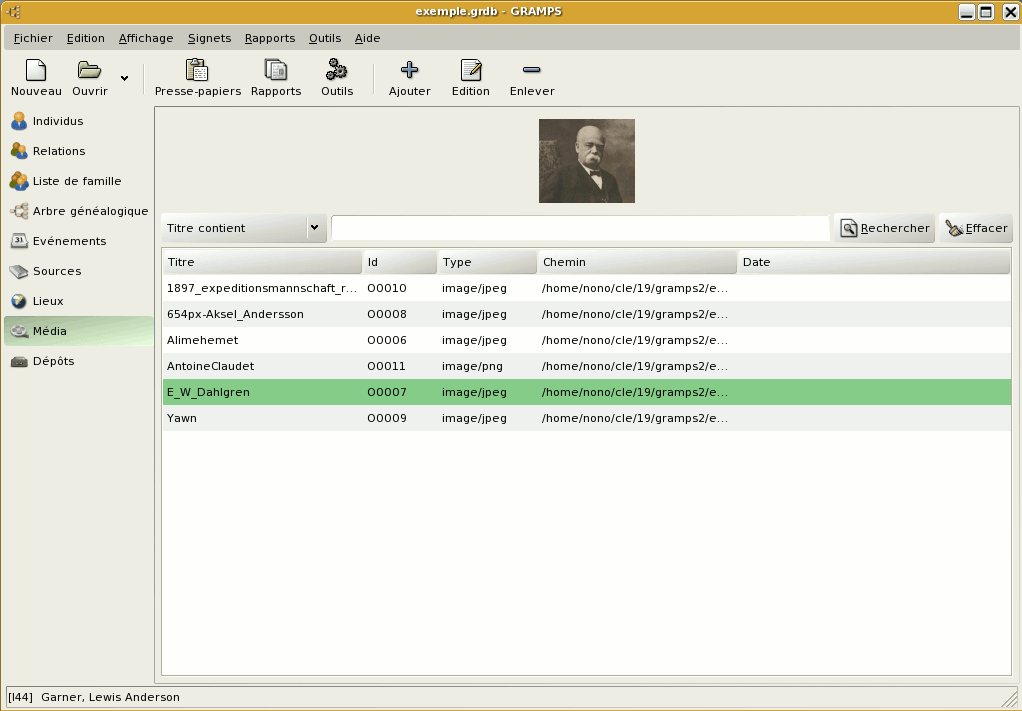 exemple.grdb - GRAMPS
Fichier Edition Affichage Signets Rapports Outils Aide
Nouveau Ouvrir Presse-papiers Rapports Outils Ajouter Edition Enlever
Individus
Relations
Liste de famille
Arbre généalogique
Evénements
Sources
Lieux
Média
Dépôts
Titre contient Rechercher Effacer
Titre Id Type Chemin Date
1897_expeditionsmannschaft_r... O0010 image/jpeg /home/nono/cle/19/gramps2/e...
654px-Aksel_Andersson O0008 image/jpeg /home/nono/cle/19/gramps2/e...
Alimehemet O0006 image/jpeg /home/nono/cle/19/gramps2/e...
AntoineClaudet O0011 image/png /home/nono/cle/19/gramps2/e...
E_W_Dahlgren O0007 image/jpeg /home/nono/cle/19/gramps2/e...
Yawn O0009 image/jpeg /home/nono/cle/19/gramps2/e...
[I44] Garner, Lewis Anderson